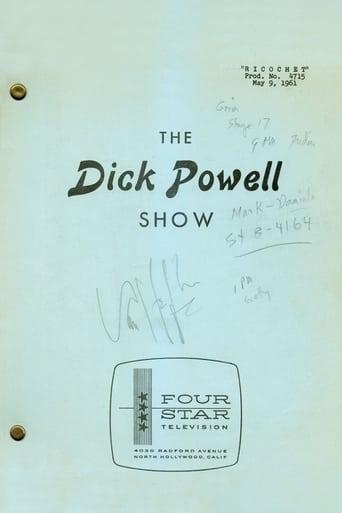 "RICOCHET"
Prod. No. 4715
May 9, 1961
Stage 17
THE
Dick Powell
SHOW
Mark - Daniels
St 8-4164
1 PM
FOUR
STAR
TELEVISION
4030 RADFORD AVENUE
NORTH HOLLYWOOD, CALIF